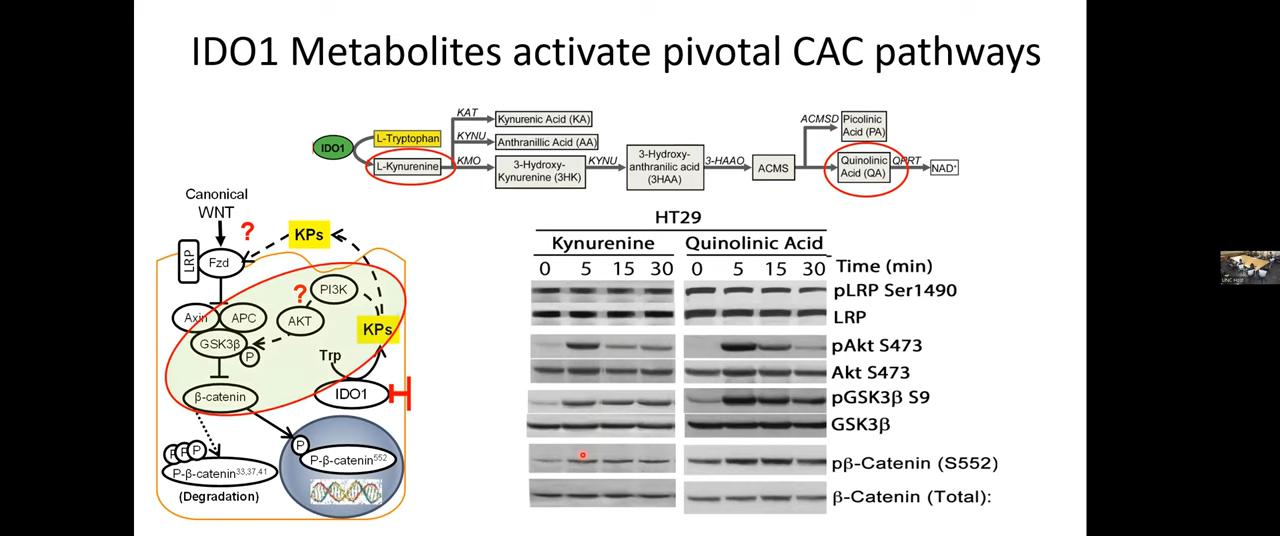 IDO1 Metabolites activate pivotal CAC pathways
IDO1
L-Tryptophan
L-Kynurenine
KAT
Kynurenic Acid (KA)
KYNU
Anthranillic Acid (AA)
KMO
3-Hydroxy-
Kynurenine (3HK)
KYNU
3-Hydroxy-
anthranilic acid
(3HAA)
3-HAAO
ACMS
ACMSD
Picolinic
Acid (PA)
Quinolinic
Acid (QA)
QPRT
NAD⁺
Canonical
WNT
?
KPs
LRP
Fzd
PI3K
?
Axin
APC
AKT
KPs
GSK3β
P
Trp
β-catenin
IDO1
P
P
P
P
P-β-catenin³³,³⁷,⁴¹
(Degradation)
P-β-catenin⁵⁵²
HT29
Kynurenine
Quinolinic Acid
0 5 15 30 0 5 15 30 Time (min)
pLRP Ser1490
LRP
pAkt S473
Akt S473
pGSK3β S9
GSK3β
pβ-Catenin (S552)
β-Catenin (Total):